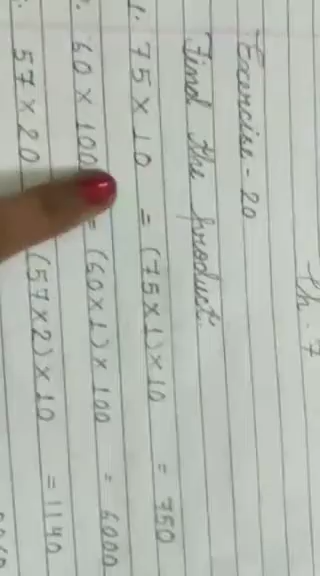 Ch. 7
Exercise - 20
Find the product.
1. 75 × 10 = (75×1)×10 = 750
60 × 100 = (60×1)×100 = 6000
57 × 20 (57×2)×10 = 1140